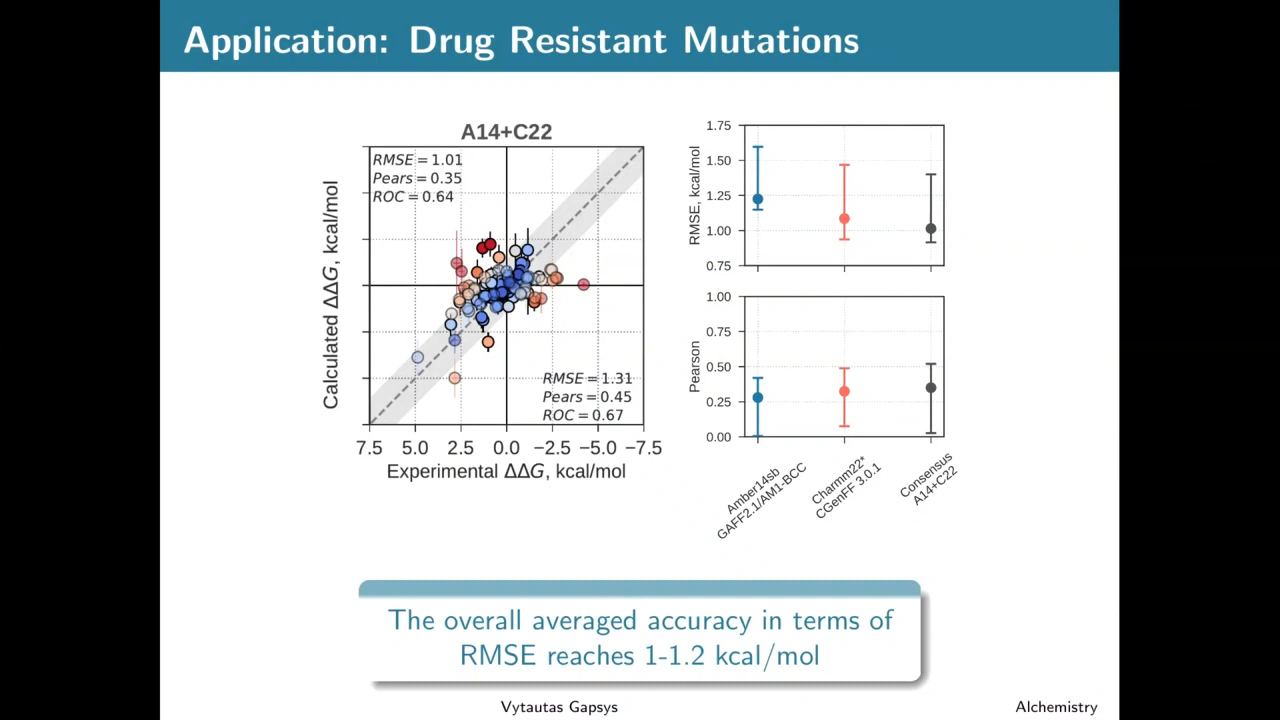 Application: Drug Resistant Mutations
A14+C22
RMSE = 1.01
Pears = 0.35
ROC = 0.64
RMSE = 1.31
Pears = 0.45
ROC = 0.67
Calculated ΔΔG, kcal/mol
7.5 5.0 2.5 0.0 −2.5 −5.0 −7.5
Experimental ΔΔG, kcal/mol
1.75
1.50
1.25
1.00
0.75
RMSE, kcal/mol
1.00
0.75
0.50
0.25
0.00
Pearson
Amber14sb
GAFF2.1/AM1-BCC
Charmm22*
CGenFF 3.0.1
Consensus
A14+C22
The overall averaged accuracy in terms of
RMSE reaches 1-1.2 kcal/mol
Vytautas Gapsys
Alchemistry